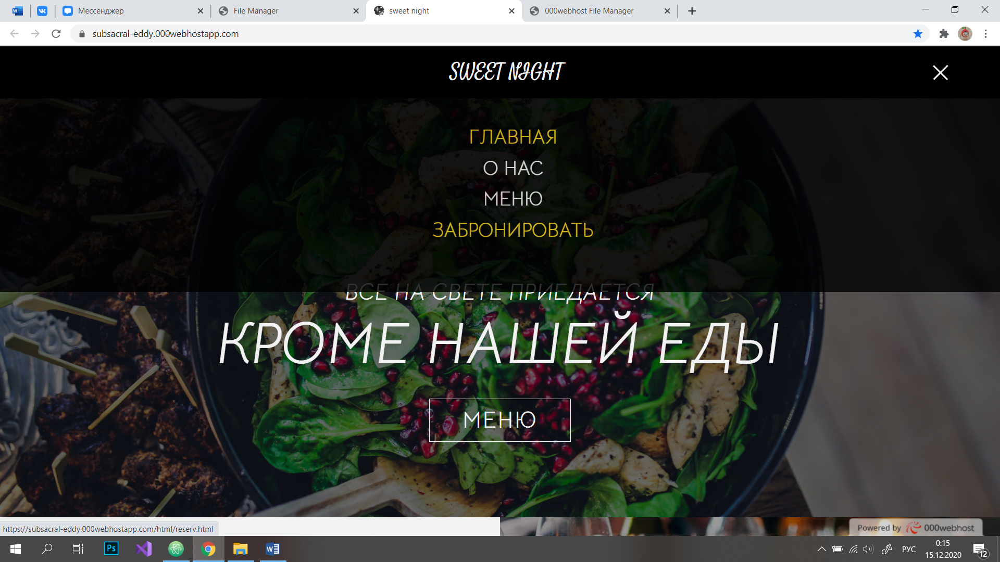 Мессенджер
File Manager
sweet night
000webhost File Manager
subsacral-eddy.000webhostapp.com
SWEET NIGHT
ГЛАВНАЯ
О НАС
МЕНЮ
ЗАБРОНИРОВАТЬ
ВСЕ НА СВЕТЕ ПРИЕДАЕТСЯ
КРОМЕ НАШЕЙ ЕДЫ
МЕНЮ
https://subsacral-eddy.000webhostapp.com/html/reserv.html
Powered by 000webhost
Ps
РУС
0:15
15.12.2020
12